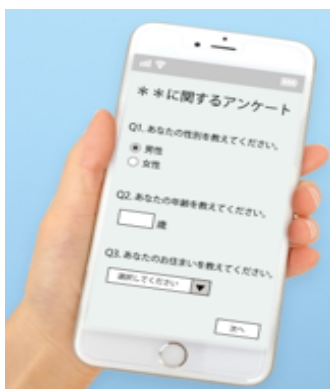 **に関するアンケート
Q1. あなたの性別を教えてください。
男性
女性
Q2. あなたの年齢を教えてください。
歳
Q3. あなたのお住まいを教えてください。
選択してください
次へ